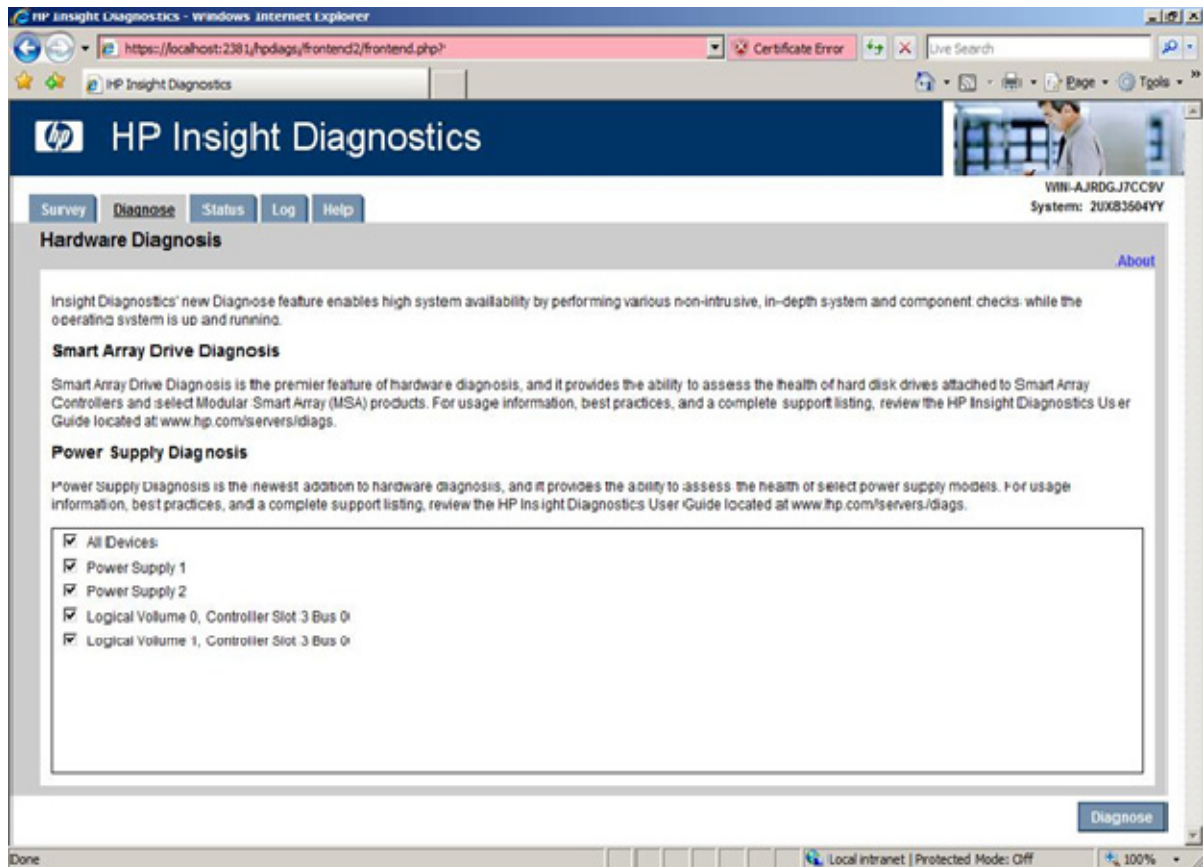 HP Insight Diagnostics - Windows Internet Explorer
https://localhost:2381/hpdiags/frontend2/frontend.php?
Certificate Error
Live Search
HP Insight Diagnostics
Page
Tools
hp
HP Insight Diagnostics
WIN-AJRDGJ7CC9V
System: 2UX83504YY
Survey
Diagnose
Status
Log
Help
Hardware Diagnosis
About
Insight Diagnostics' new Diagnose feature enables high system availability by performing various non-intrusive, in-depth system and component checks while the
operating system is up and running.
Smart Array Drive Diagnosis
Smart Array Drive Diagnosis is the premier feature of hardware diagnosis, and it provides the ability to assess the health of hard disk drives attached to Smart Array
Controllers and select Modular Smart Array (MSA) products. For usage information, best practices, and a complete support listing, review the HP Insight Diagnostics User
Guide located at www.hp.com/servers/diags.
Power Supply Diagnosis
Power Supply Diagnosis is the newest addition to hardware diagnosis, and it provides the ability to assess the health of select power supply models. For usage
information, best practices, and a complete support listing, review the HP Insight Diagnostics User Guide located at www.hp.com/servers/diags.
All Devices
Power Supply 1
Power Supply 2
Logical Volume 0, Controller Slot 3 Bus 0
Logical Volume 1, Controller Slot 3 Bus 0
Diagnose
Done
Local intranet | Protected Mode: Off
100%